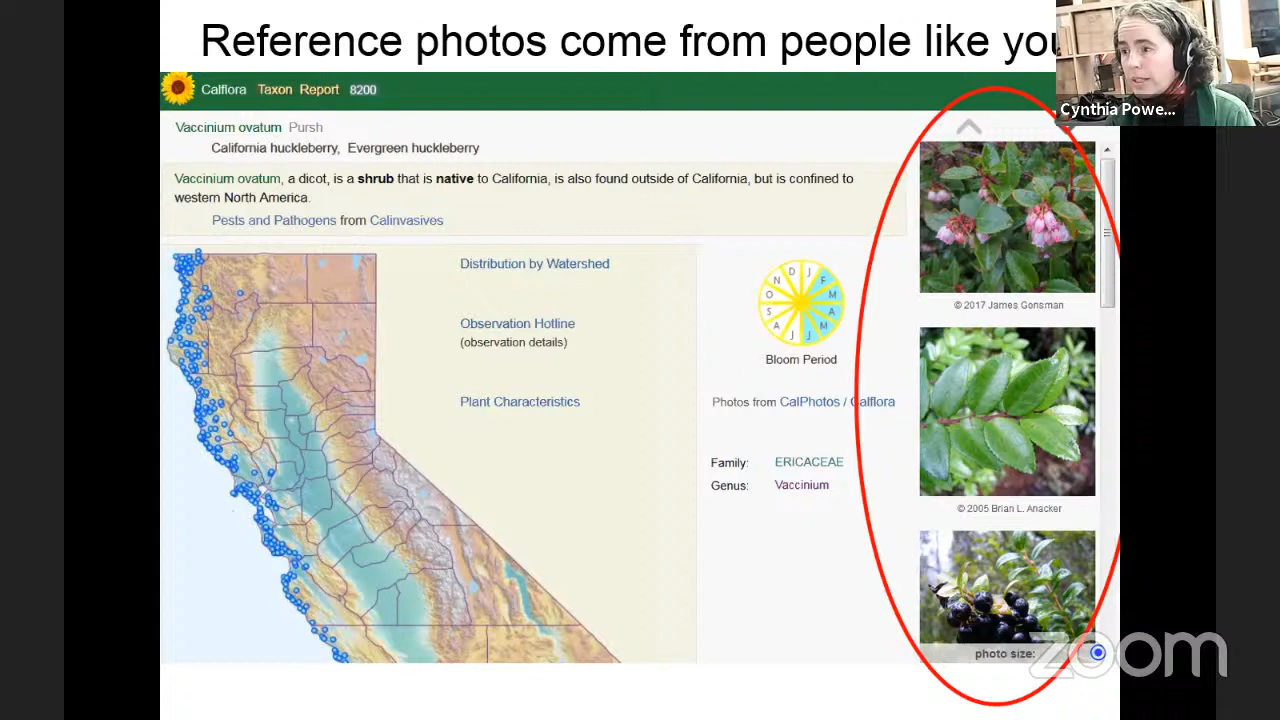 Reference photos come from people like you
Cynthia Powe...
Calflora Taxon Report 8200
Vaccinium ovatum Pursh
California huckleberry, Evergreen huckleberry
Vaccinium ovatum, a dicot, is a shrub that is native to California, is also found outside of California, but is confined to
western North America.
Pests and Pathogens from Calinvasives
Distribution by Watershed
Observation Hotline
(observation details)
Plant Characteristics
D J F M A M J J A S O N
Bloom Period
Photos from CalPhotos / Calflora
Family: ERICACEAE
Genus: Vaccinium
© 2017 James Gonsman
© 2005 Brian L. Anacker
photo size:
zoom